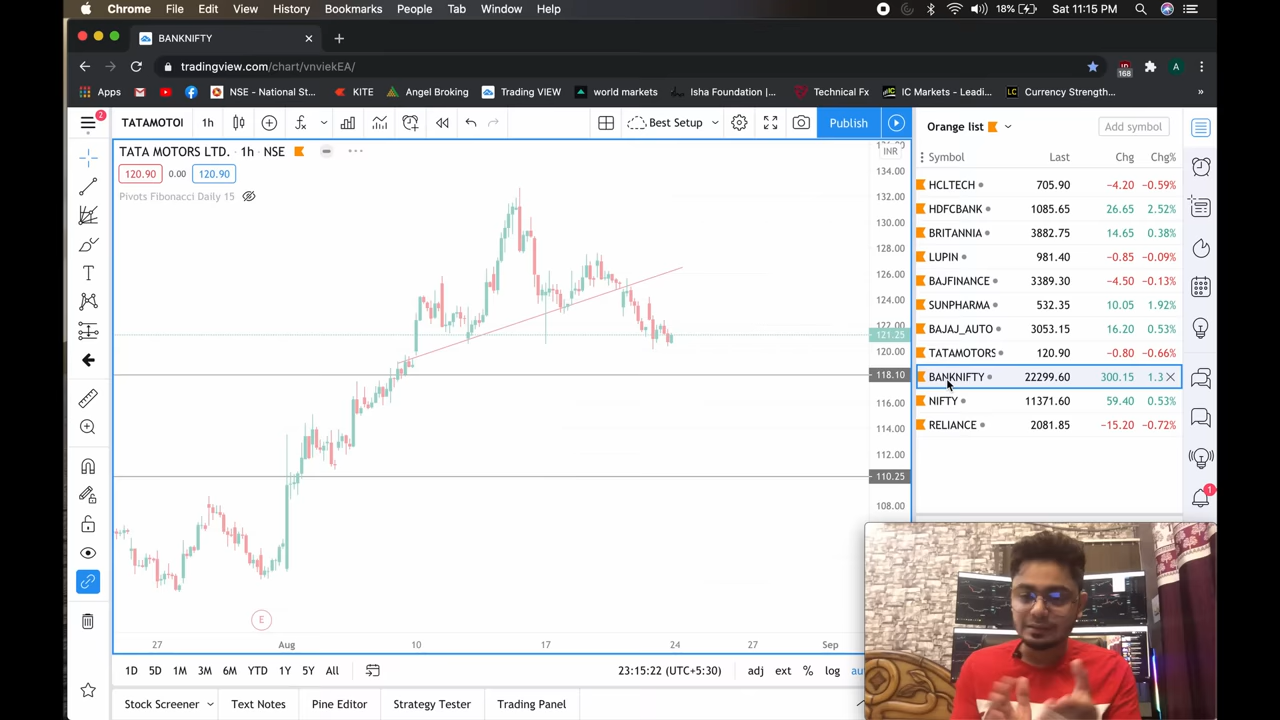 Chrome File Edit View History Bookmarks People Tab Window Help 18% Sat 11:15 PM
BANKNIFTY
tradingview.com/chart/vnviekEA/ 168 A
Apps NSE - National St... KITE Angel Broking Trading VIEW world markets Isha Foundation |... Technical Fx IC Markets - Leadi... LC Currency Strength... »
2 TATAMOTOI 1h Best Setup Publish Orange list Add symbol
TATA MOTORS LTD. · 1h · NSE INR
Symbol Last Chg Chg%
120.90 0.00 120.90
Pivots Fibonacci Daily 15
134.00
132.00
130.00
128.00
126.00
124.00
122.00
121.25
120.00
118.10
116.00
114.00
112.00
110.25
108.00
HCLTECH 705.90 −4.20 −0.59%
HDFCBANK 1085.65 26.65 2.52%
BRITANNIA 3882.75 14.65 0.38%
LUPIN 981.40 −0.85 −0.09%
BAJFINANCE 3389.30 −4.50 −0.13%
SUNPHARMA 532.35 10.05 1.92%
BAJAJ_AUTO 3053.15 16.20 0.53%
TATAMOTORS 120.90 −0.80 −0.66%
BANKNIFTY 22299.60 300.15 1.3
NIFTY 11371.60 59.40 0.53%
RELIANCE 2081.85 −15.20 −0.72%
1
E
27 Aug 10 17 24 27 Sep
1D 5D 1M 3M 6M YTD 1Y 5Y All 23:15:22 (UTC+5:30) adj ext % log
Stock Screener Text Notes Pine Editor Strategy Tester Trading Panel